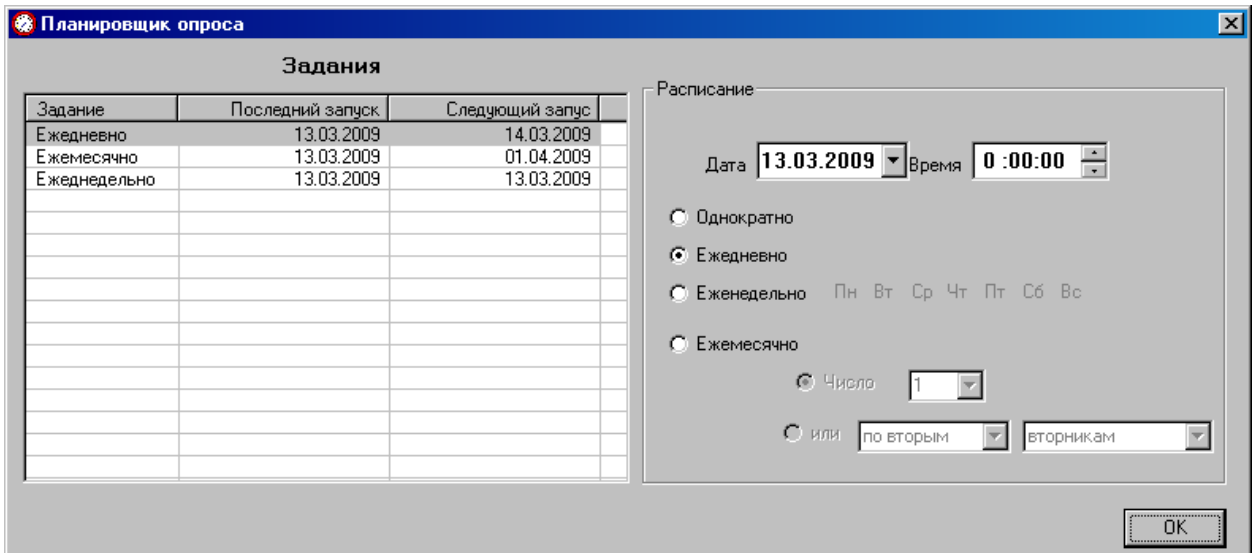 Планировщик опроса
Задания
Задание Последний запуск Следующий запус
Ежедневно 13.03.2009 14.03.2009
Ежемесячно 13.03.2009 01.04.2009
Ежеднедельно 13.03.2009 13.03.2009
Расписание
Дата 13.03.2009 Время 0 :00:00
Однократно
Ежедневно
Еженедельно Пн Вт Ср Чт Пт Сб Вс
Ежемесячно
Число 1
или по вторым вторникам
OK